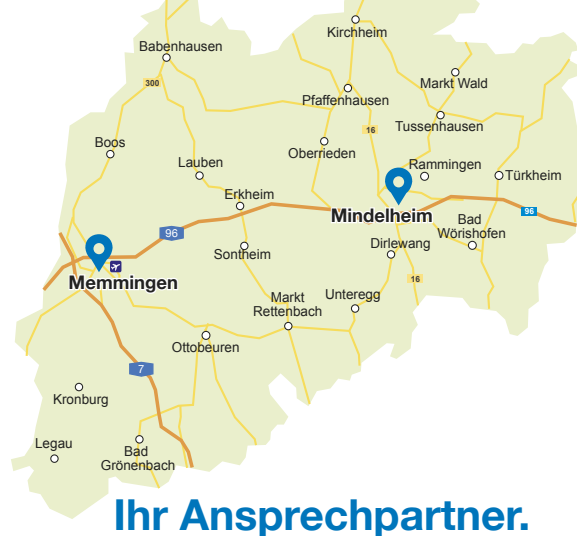 Kirchheim
Babenhausen
300
Markt Wald
Pfaffenhausen
Tussenhausen
16
Boos
Oberrieden
Lauben
Rammingen
Türkheim
Erkheim
Mindelheim
96
Bad
Wörishofen
96
Sontheim
Dirlewang
Memmingen
16
Markt
Rettenbach
Unteregg
Ottobeuren
7
Kronburg
Legau
Bad
Grönenbach
Ihr Ansprechpartner.